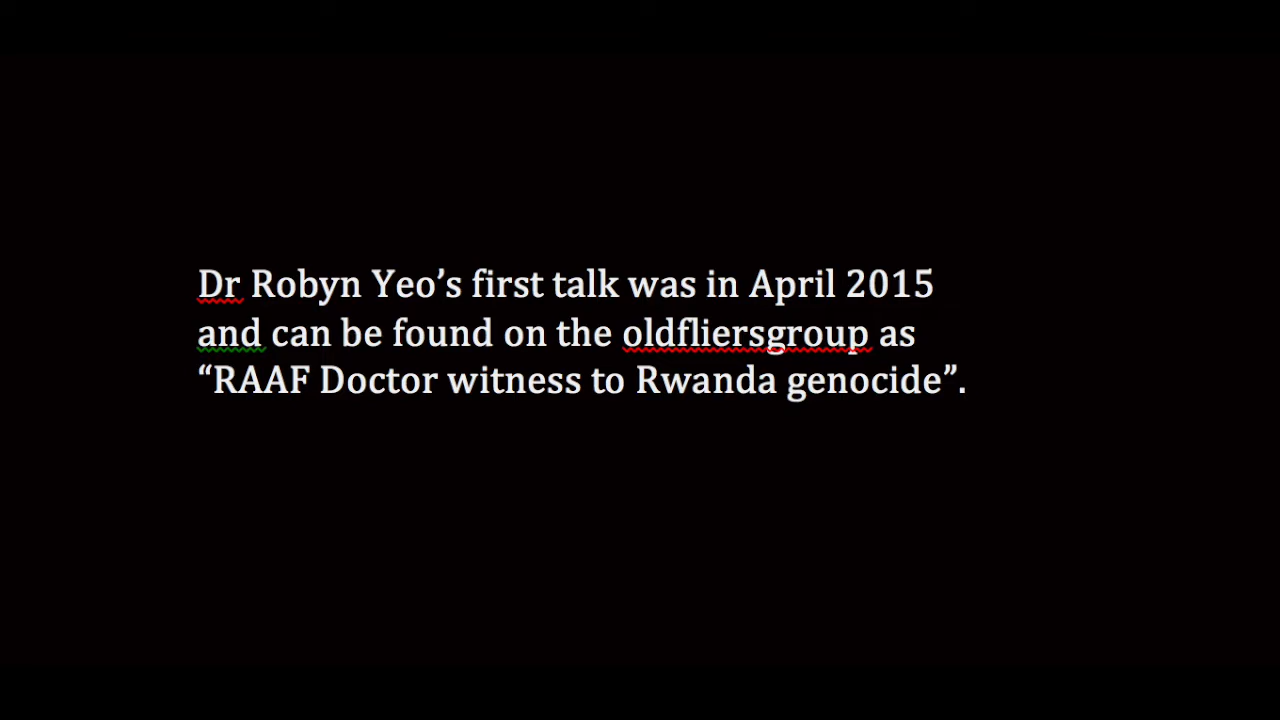 Dr Robyn Yeo’s first talk was in April 2015
and can be found on the oldfliersgroup as
“RAAF Doctor witness to Rwanda genocide”.